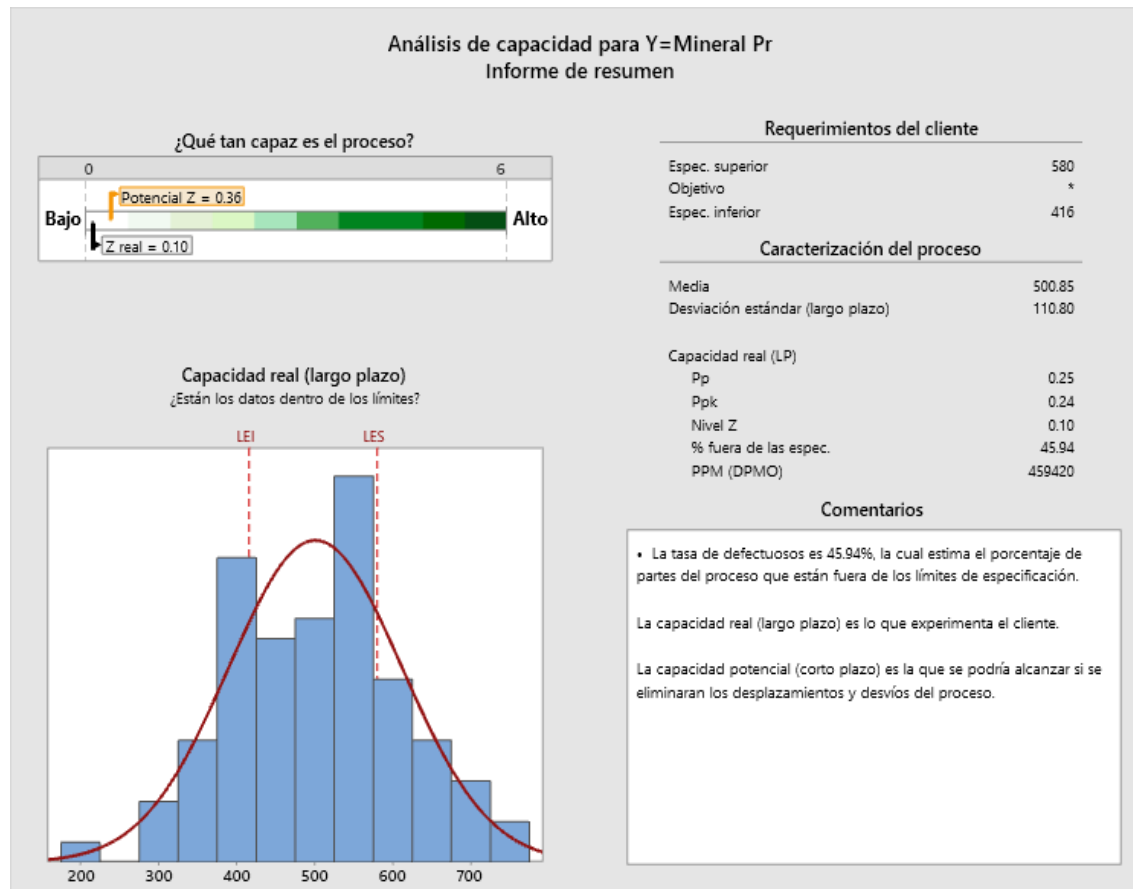 Análisis de capacidad para Y=Mineral Pr
Informe de resumen
¿Qué tan capaz es el proceso?
0 6
Potencial Z = 0.36
Bajo Alto
Z real = 0.10
Requerimientos del cliente
Espec. superior 580
Objetivo *
Espec. inferior 416
Caracterización del proceso
Media 500.85
Desviación estándar (largo plazo) 110.80
Capacidad real (LP)
Pp 0.25
Ppk 0.24
Nivel Z 0.10
% fuera de las espec. 45.94
PPM (DPMO) 459420
Capacidad real (largo plazo)
¿Están los datos dentro de los límites?
LEI LES
200 300 400 500 600 700
Comentarios
• La tasa de defectuosos es 45.94%, la cual estima el porcentaje de
partes del proceso que están fuera de los límites de especificación.
La capacidad real (largo plazo) es lo que experimenta el cliente.
La capacidad potencial (corto plazo) es la que se podría alcanzar si se
eliminaran los desplazamientos y desvíos del proceso.